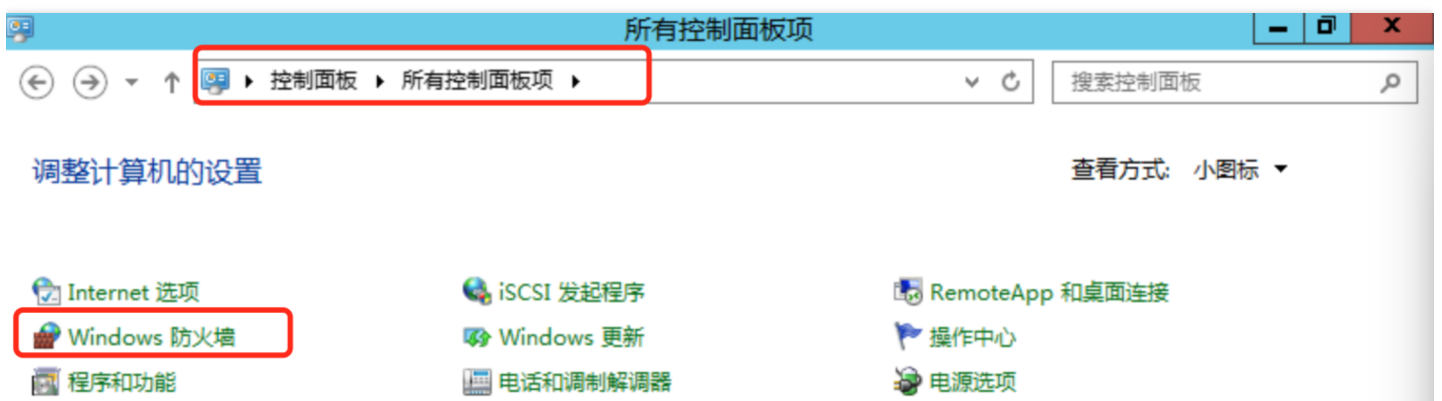 所有控制面板项
控制面板 所有控制面板项 搜索控制面板
调整计算机的设置 查看方式: 小图标
Internet 选项 iSCSI 发起程序 RemoteApp 和桌面连接
Windows 防火墙 Windows 更新 操作中心
程序和功能 电话和调制解调器 电源选项